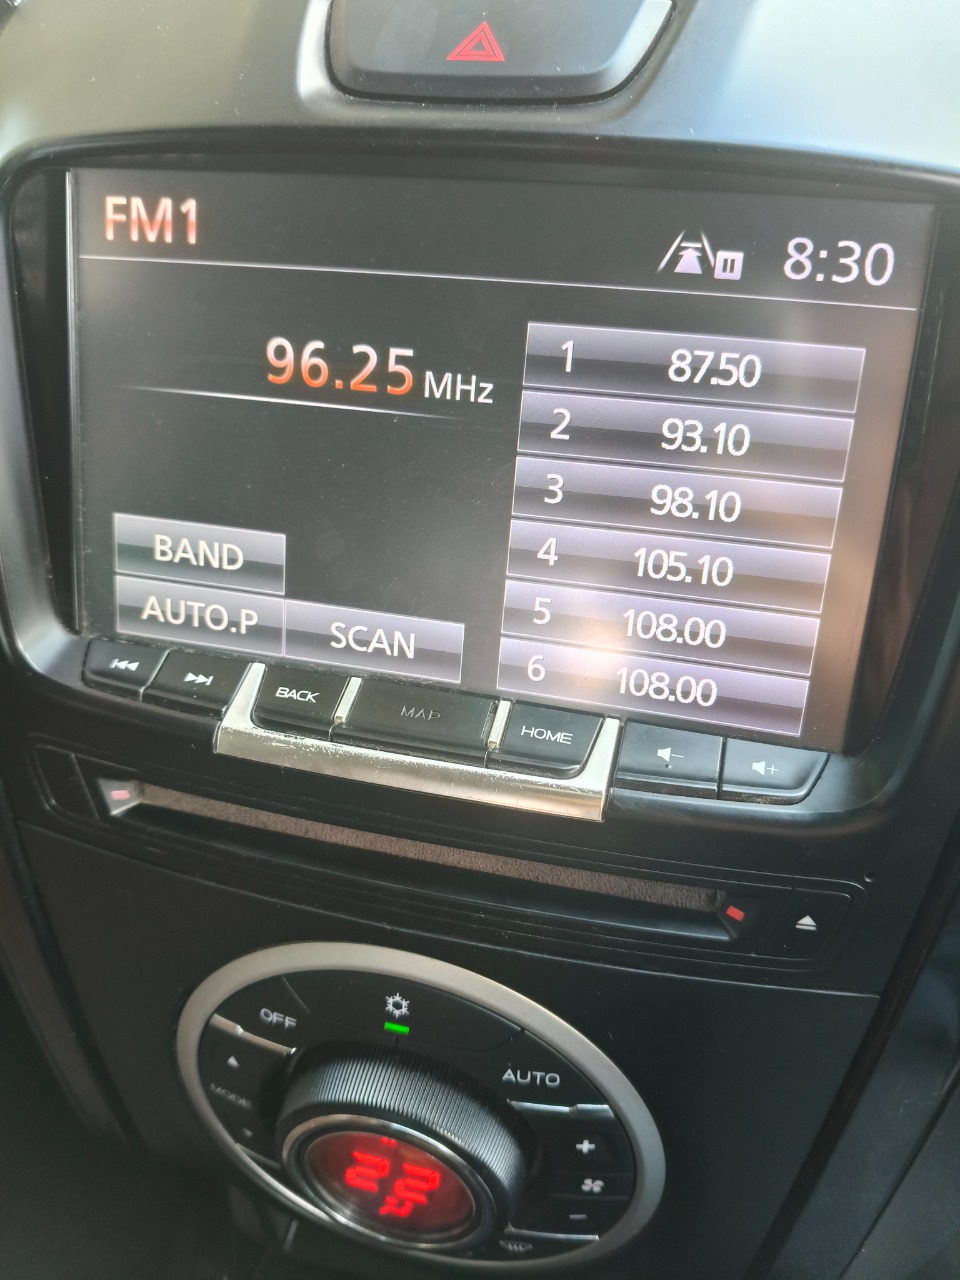 FM1
8:30
96.25 MHz
1 87.50
2 93.10
3 98.10
4 105.10
5 108.00
6 108.00
BAND
AUTO.P
SCAN
BACK
MAP
HOME
OFF
AUTO
MODE
22